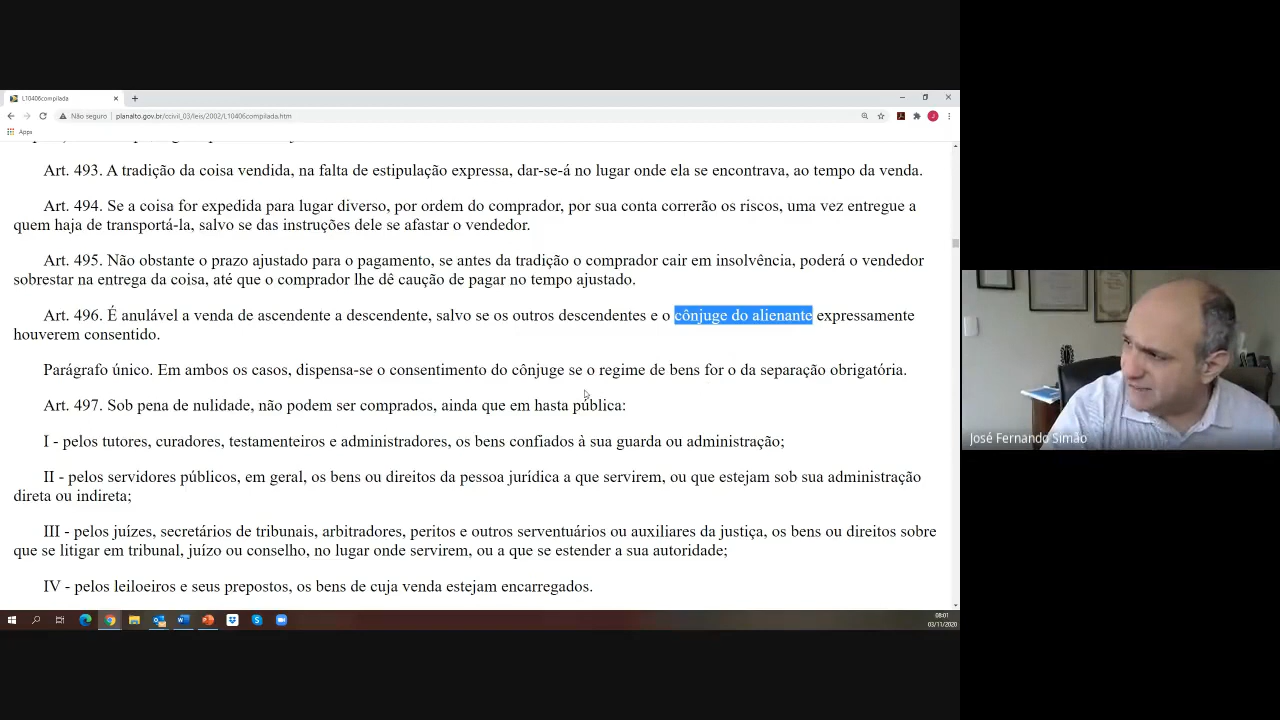 L10406compilada
Não seguro
planalto.gov.br/ccivil_03/leis/2002/L10406compilada.htm
Apps
Art. 493. A tradição da coisa vendida, na falta de estipulação expressa, dar-se-á no lugar onde ela se encontrava, ao tempo da venda.
Art. 494. Se a coisa for expedida para lugar diverso, por ordem do comprador, por sua conta correrão os riscos, uma vez entregue a
quem haja de transportá-la, salvo se das instruções dele se afastar o vendedor.
Art. 495. Não obstante o prazo ajustado para o pagamento, se antes da tradição o comprador cair em insolvência, poderá o vendedor
sobrestar na entrega da coisa, até que o comprador lhe dê caução de pagar no tempo ajustado.
Art. 496. É anulável a venda de ascendente a descendente, salvo se os outros descendentes e o cônjuge do alienante expressamente
houverem consentido.
Parágrafo único. Em ambos os casos, dispensa-se o consentimento do cônjuge se o regime de bens for o da separação obrigatória.
Art. 497. Sob pena de nulidade, não podem ser comprados, ainda que em hasta pública:
I - pelos tutores, curadores, testamenteiros e administradores, os bens confiados à sua guarda ou administração;
II - pelos servidores públicos, em geral, os bens ou direitos da pessoa jurídica a que servirem, ou que estejam sob sua administração
direta ou indireta;
III - pelos juízes, secretários de tribunais, arbitradores, peritos e outros serventuários ou auxiliares da justiça, os bens ou direitos sobre
que se litigar em tribunal, juízo ou conselho, no lugar onde servirem, ou a que se estender a sua autoridade;
IV - pelos leiloeiros e seus prepostos, os bens de cuja venda estejam encarregados.
José Fernando Simão
08:01
03/11/2020